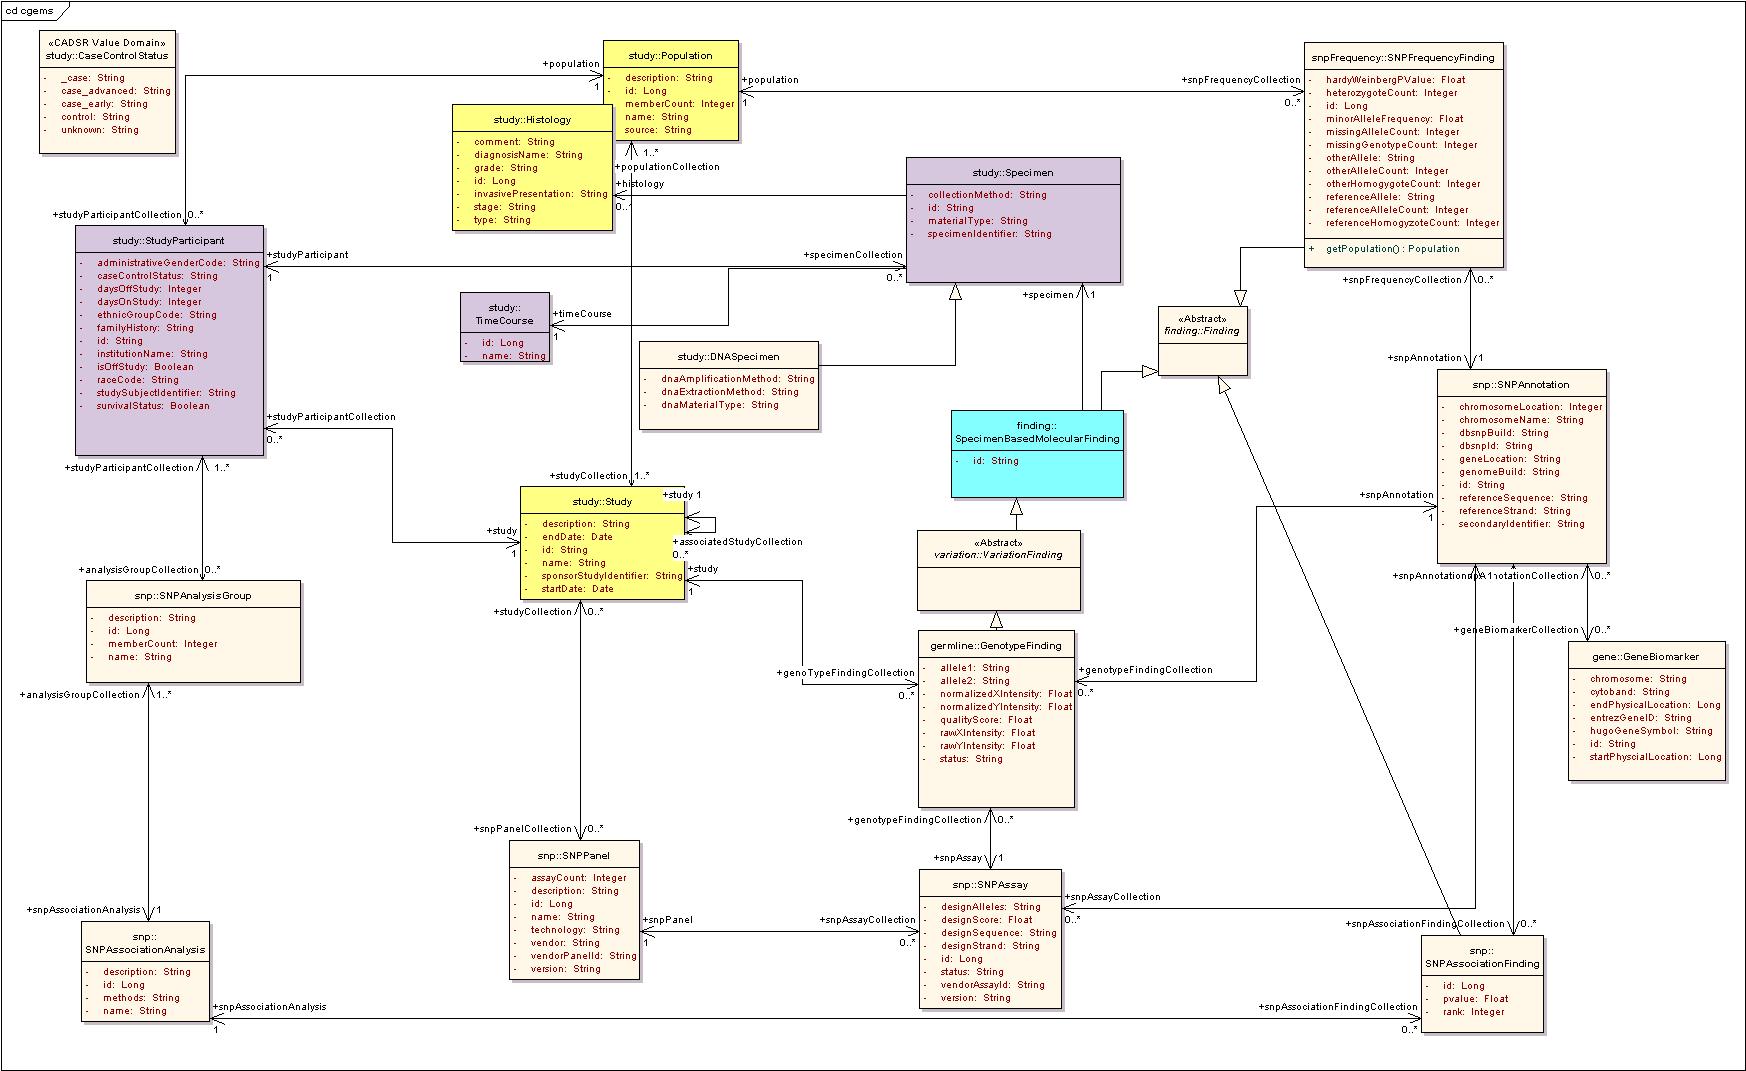 cd cgems
«CADSR Value Domain»
study::CaseControlStatus
- _case: String
- case_advanced: String
- case_early: String
- control: String
- unknown: String
+population
1
study::Population
- description: String
- id: Long
memberCount: Integer
name: String
source: String
+population
1
+snpFrequencyCollection
0..*
snpFrequency::SNPFrequencyFinding
- hardyWeinbergPValue: Float
- heterozygoteCount: Integer
- id: Long
- minorAlleleFrequency: Float
- missingAlleleCount: Integer
- missingGenotypeCount: Integer
- otherAllele: String
- otherAlleleCount: Integer
- otherHomogygoteCount: Integer
- referenceAllele: String
- referenceAlleleCount: Integer
- referenceHomogyzoteCount: Integer
+ getPopulation() : Population
study::Histology
- comment: String
- diagnosisName: String
- grade: String
- id: Long
- invasivePresentation: String
- stage: String
- type: String
1..*
+populationCollection
+histology
0..*
study::Specimen
- collectionMethod: String
- id: String
- materialType: String
- specimenIdentifier: String
+studyParticipantCollection 0..*
study::StudyParticipant
- administrativeGenderCode: String
- caseControlStatus: String
- daysOffStudy: Integer
- daysOnStudy: Integer
- ethnicGroupCode: String
- familyHistory: String
- id: String
- institutionName: String
- isOffStudy: Boolean
- raceCode: String
- studySubjectIdentifier: String
- survivalStatus: Boolean
+studyParticipant
1
+specimenCollection
0..*
study::
TimeCourse
- id: Long
- name: String
+timeCourse
1
study::DNASpecimen
- dnaAmplificationMethod: String
- dnaExtractionMethod: String
- dnaMaterialType: String
+specimen 1
«Abstract»
finding::Finding
+snpFrequencyCollection 0..*
+snpAnnotation 1
finding::
SpecimenBasedMolecularFinding
- id: String
snp::SNPAnnotation
- chromosomeLocation: Integer
- chromosomeName: String
- dbsnpBuild: String
- dbsnpId: String
- geneLocation: String
- genomeBuild: String
- id: String
- referenceSequence: String
- referenceStrand: String
- secondaryIdentifier: String
+studyParticipantCollection
0..*
+studyParticipantCollection 1..*
+studyCollection 1..*
study::Study
- description: String
- endDate: Date
- id: String
- name: String
- sponsorStudyIdentifier: String
- startDate: Date
+study 1
+associatedStudyCollection
0..*
+study
1
+study
1
+snpAnnotation
1
«Abstract»
variation::VariationFinding
+analysisGroupCollection 0..*
snp::SNPAnalysisGroup
- description: String
- id: Long
- memberCount: Integer
- name: String
+studyCollection 0..*
+snpAnnotation
0..*
+geneBiomarkerCollection 0..*
germline::GenotypeFinding
- allele1: String
- allele2: String
- normalizedXIntensity: Float
- normalizedYIntensity: Float
- qualityScore: Float
- rawXIntensity: Float
- rawYIntensity: Float
- status: String
+genoTypeFindingCollection
0..*
+genotypeFindingCollection
0..*
gene::GeneBiomarker
- chromosome: String
- cytoband: String
- endPhysicalLocation: Long
- entrezGeneID: String
- hugoGeneSymbol: String
- id: String
- startPhyscialLocation: Long
+analysisGroupCollection 1..*
+snpPanelCollection 0..*
+genotypeFindingCollection 0..*
+snpAssay 1
snp::SNPPanel
- assayCount: Integer
- description: String
- id: Long
- name: String
- technology: String
- vendor: String
- vendorPanelId: String
- version: String
+snpPanel
1
+snpAssayCollection
0..*
snp::SNPAssay
- designAlleles: String
- designScore: Float
- designSequence: String
- designStrand: String
- id: Long
- status: String
- vendorAssayId: String
- version: String
+snpAssayCollection
0..*
+snpAssociationAnalysis 1
snp::
SNPAssociationAnalysis
- description: String
- id: Long
- methods: String
- name: String
+snpAssociationAnalysis
1
+snpAssociationFindingCollection 0..*
+snpAssociationFindingCollection
0..*
snp::
SNPAssociationFinding
- id: Long
- pvalue: Float
- rank: Integer